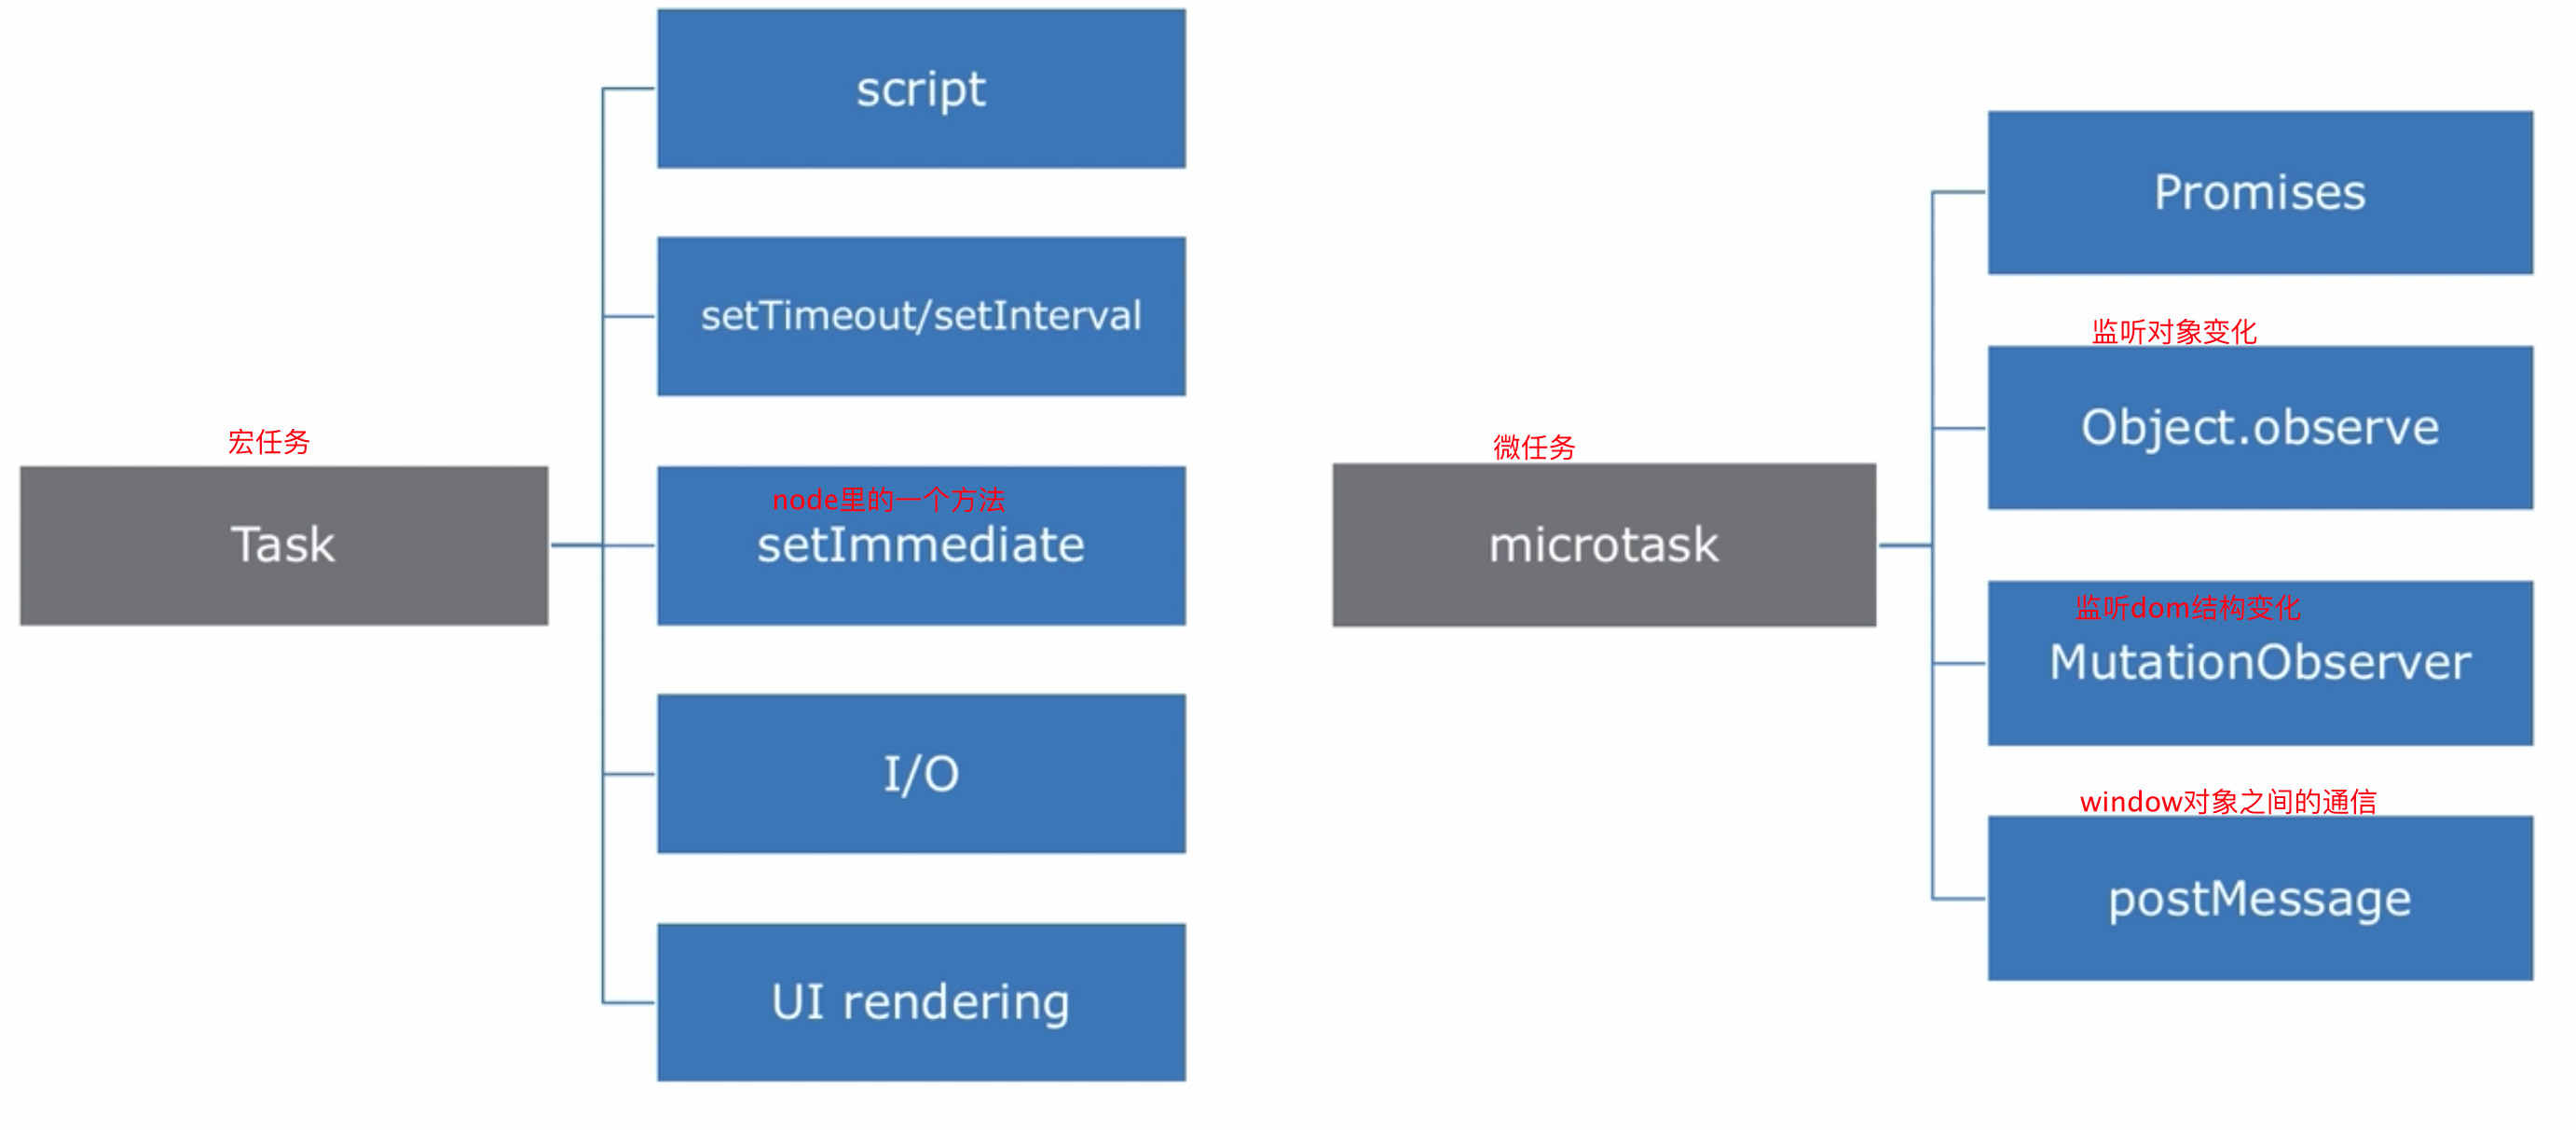 script
setTimeout/setInterval
宏任务
Task
node里的一个方法
setImmediate
I/O
UI rendering
Promises
监听对象变化
Object.observe
微任务
microtask
监听dom结构变化
MutationObserver
window对象之间的通信
postMessage